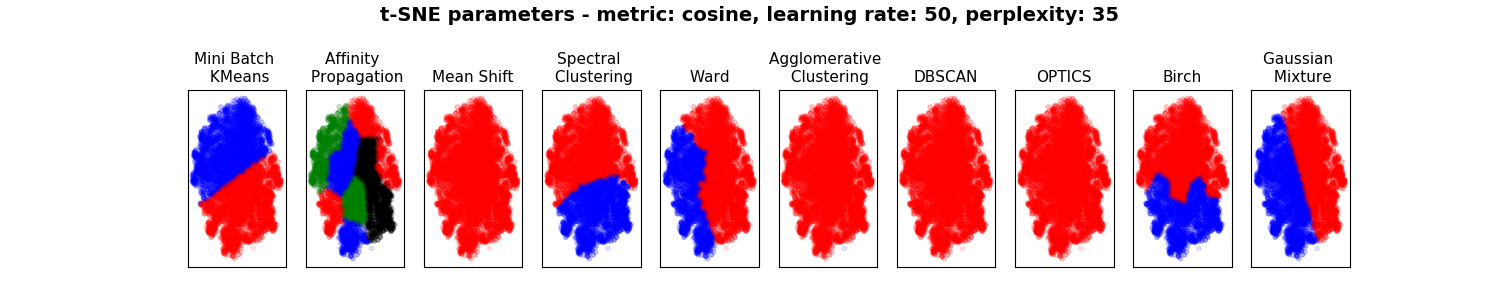 t-SNE parameters - metric: cosine, learning rate: 50, perplexity: 35
Mini Batch
KMeans
Affinity
Propagation
Mean Shift
Spectral
Clustering
Ward
Agglomerative
Clustering
DBSCAN
OPTICS
Birch
Gaussian
Mixture